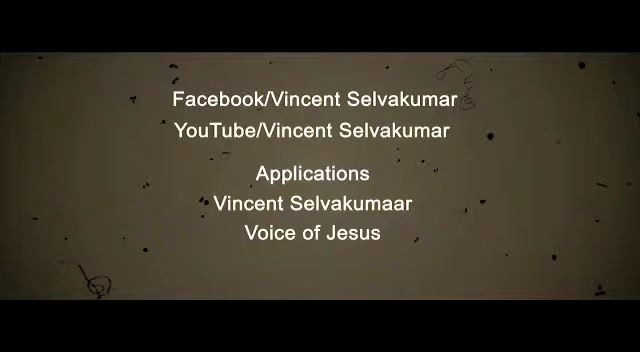 Facebook/Vincent Selvakumar
YouTube/Vincent Selvakumar
Applications
Vincent Selvakumaar
Voice of Jesus